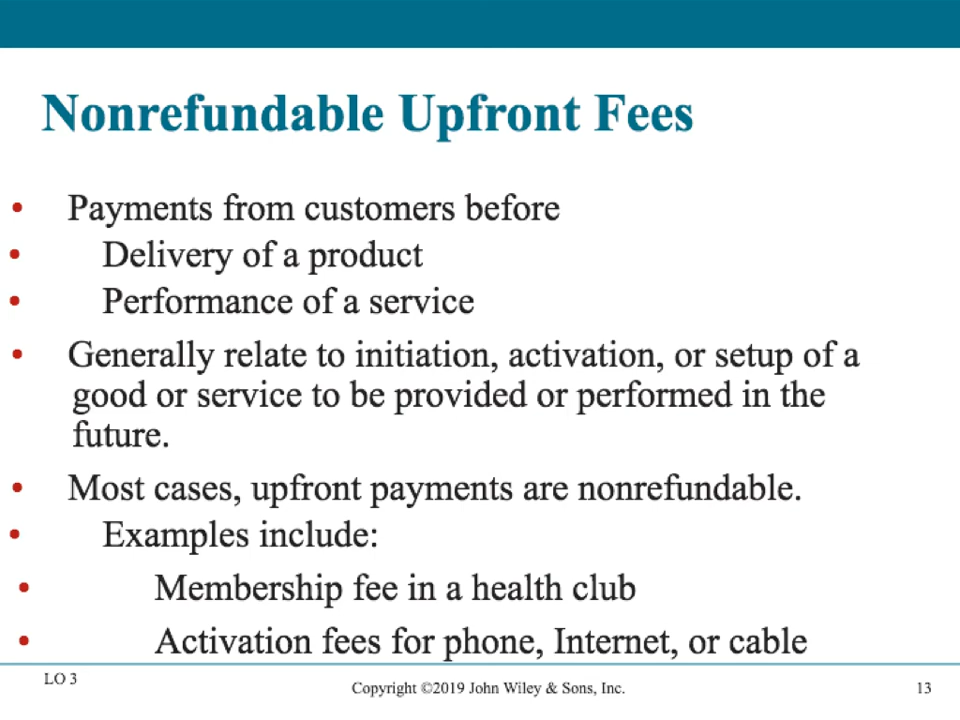 Nonrefundable Upfront Fees
• Payments from customers before
• Delivery of a product
• Performance of a service
• Generally relate to initiation, activation, or setup of a
good or service to be provided or performed in the
future.
• Most cases, upfront payments are nonrefundable.
• Examples include:
• Membership fee in a health club
• Activation fees for phone, Internet, or cable
LO 3
Copyright ©2019 John Wiley & Sons, Inc.
13